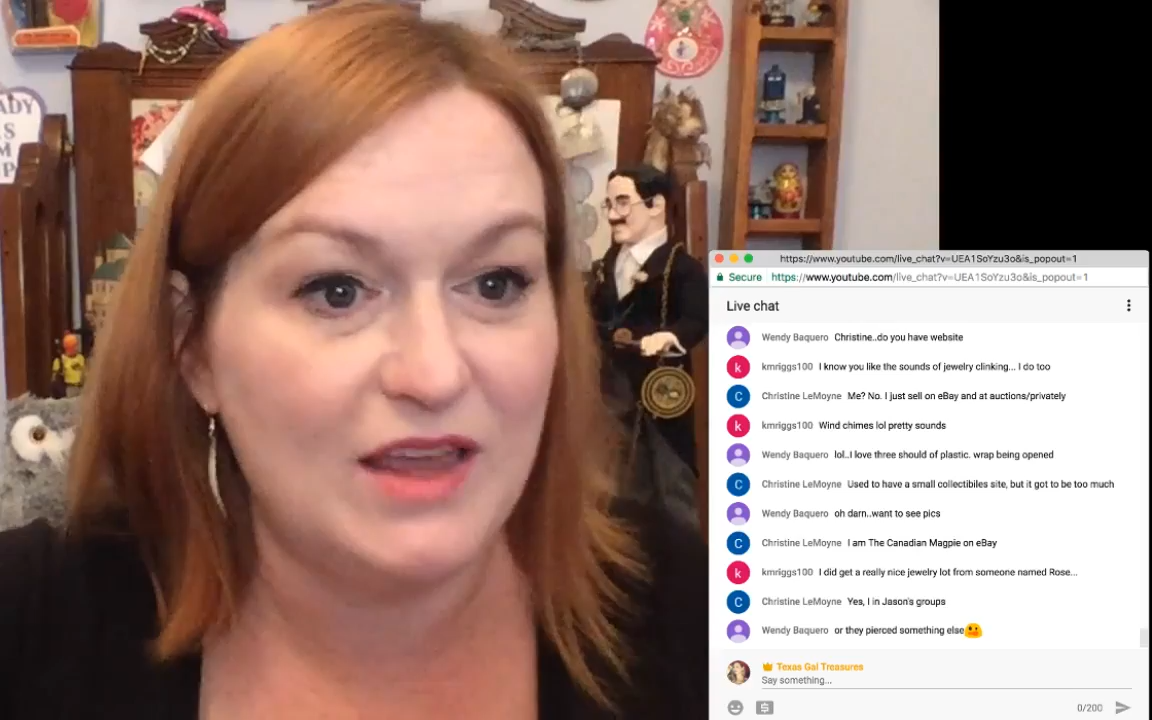 ADY
S
M
P
https://www.youtube.com/live_chat?v=UEA1SoYzu3o&is_popout=1
Secure https://www.youtube.com/live_chat?v=UEA1SoYzu3o&is_popout=1
Live chat
Wendy Baquero Christine..do you have website
kmriggs100 I know you like the sounds of jewelry clinking... I do too
Christine LeMoyne Me? No. I just sell on eBay and at auctions/privately
kmriggs100 Wind chimes lol pretty sounds
Wendy Baquero lol..I love three should of plastic. wrap being opened
Christine LeMoyne Used to have a small collectibiles site, but it got to be too much
Wendy Baquero oh darn..want to see pics
Christine LeMoyne I am The Canadian Magpie on eBay
kmriggs100 I did get a really nice jewelry lot from someone named Rose...
Christine LeMoyne Yes, I in Jason's groups
Wendy Baquero or they pierced something else
Texas Gal Treasures
Say something...
0/200